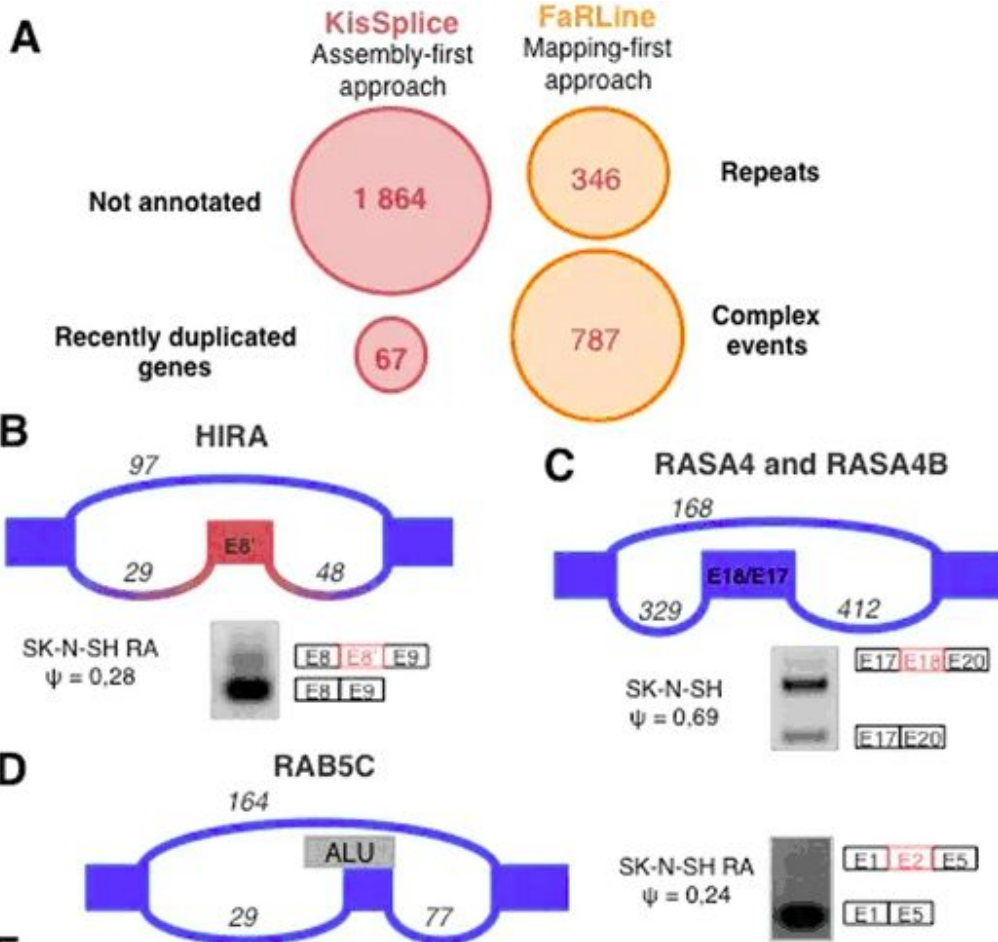 A
KisSplice
Assembly-first
approach
FaRLine
Mapping-first
approach
Not annotated
1 864
346
Repeats
Recently duplicated
genes
67
787
Complex
events
B
HIRA
97
E8'
29
48
SK-N-SH RA
ψ = 0,28
E8 E8' E9
E8 E9
C
RASA4 and RASA4B
168
E18/E17
329
412
SK-N-SH
ψ = 0,69
E17 E18 E20
E17 E20
D
RAB5C
164
ALU
29
77
SK-N-SH RA
ψ = 0,24
E1 E2 E5
E1 E5